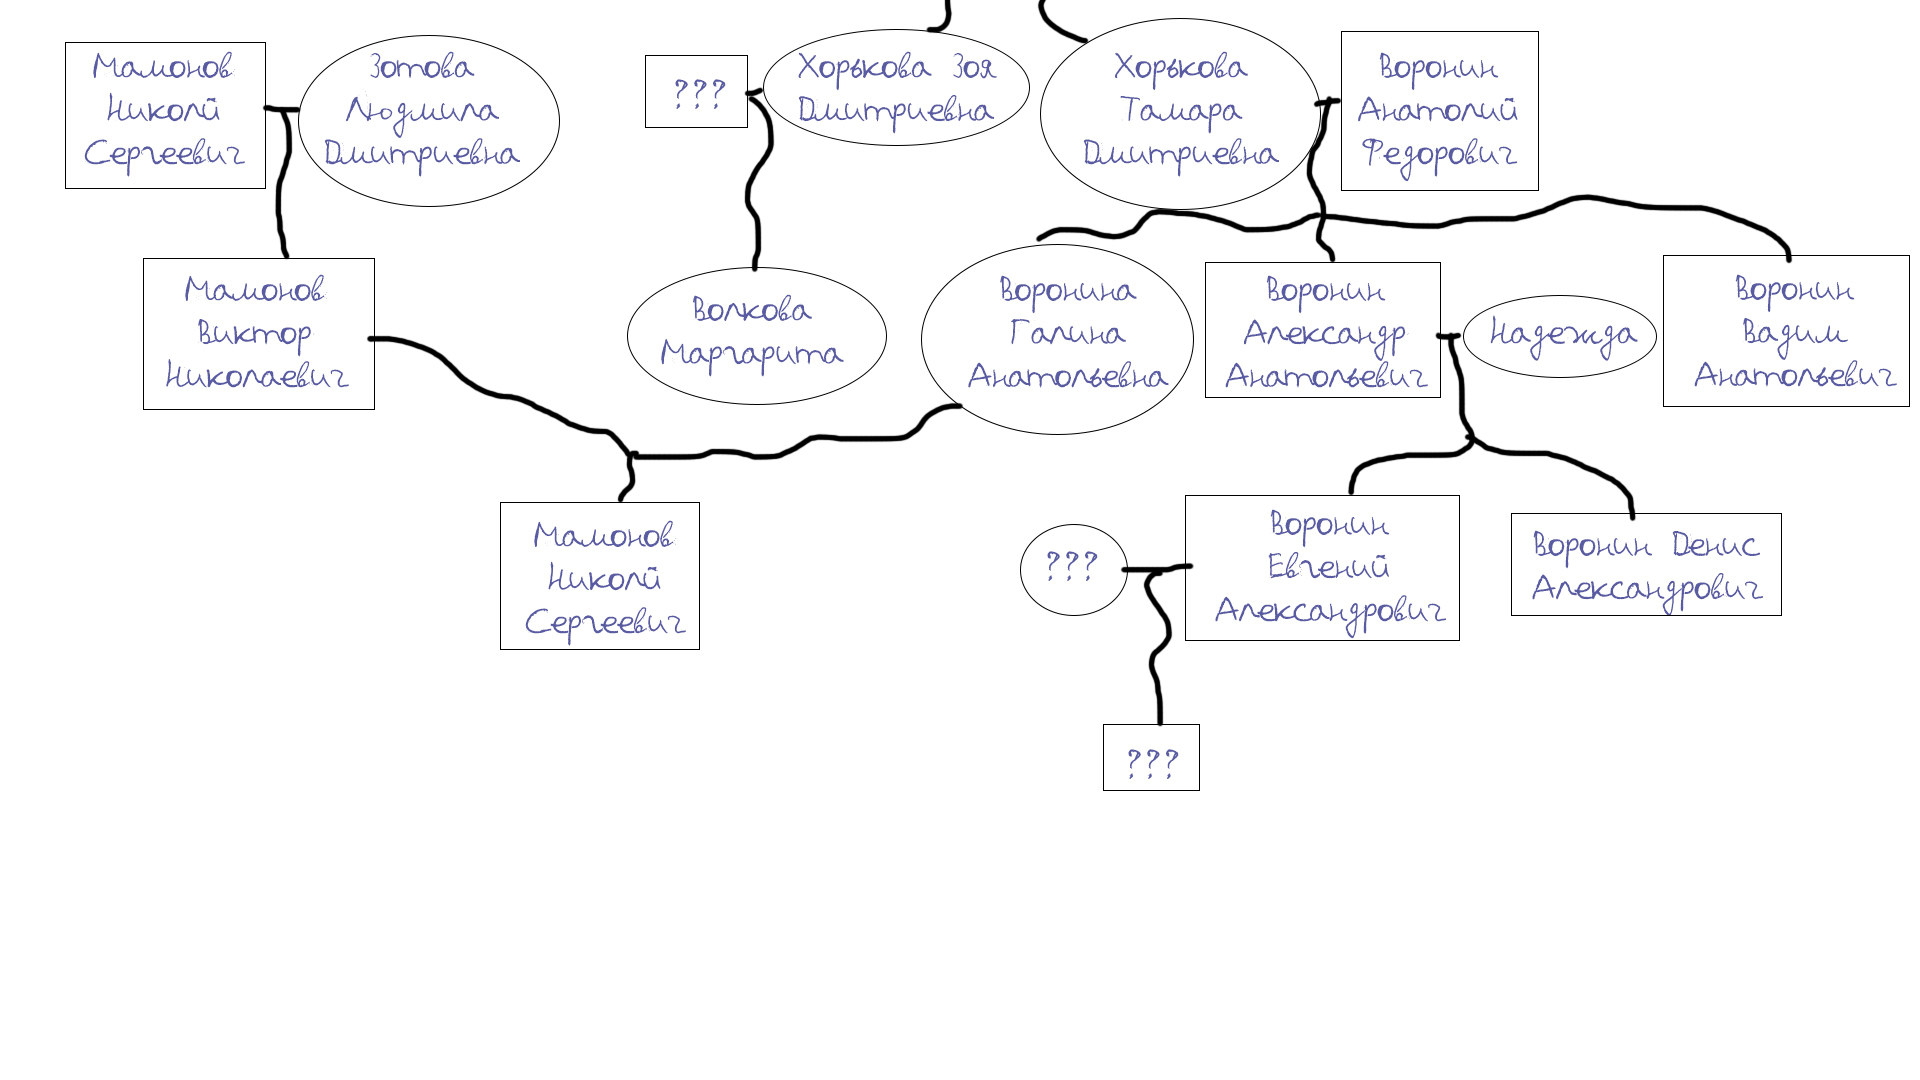 Мамонов
Николй
Сергеевич
Зотова
Людмила
Дмитриевна
???
Хорькова Зоя
Дмитриевна
Хорькова
Тамара
Дмитриевна
Воронин
Анатолий
Федорович
Мамонов
Виктор
Николаевич
Волкова
Маргарита
Воронина
Галина
Анатольевна
Воронин
Александр
Анатольевич
Надежда
Воронин
Вадим
Анатольевич
Мамонов
Николй
Сергеевич
???
Воронин
Евгений
Александрович
Воронин Денис
Александрович
???